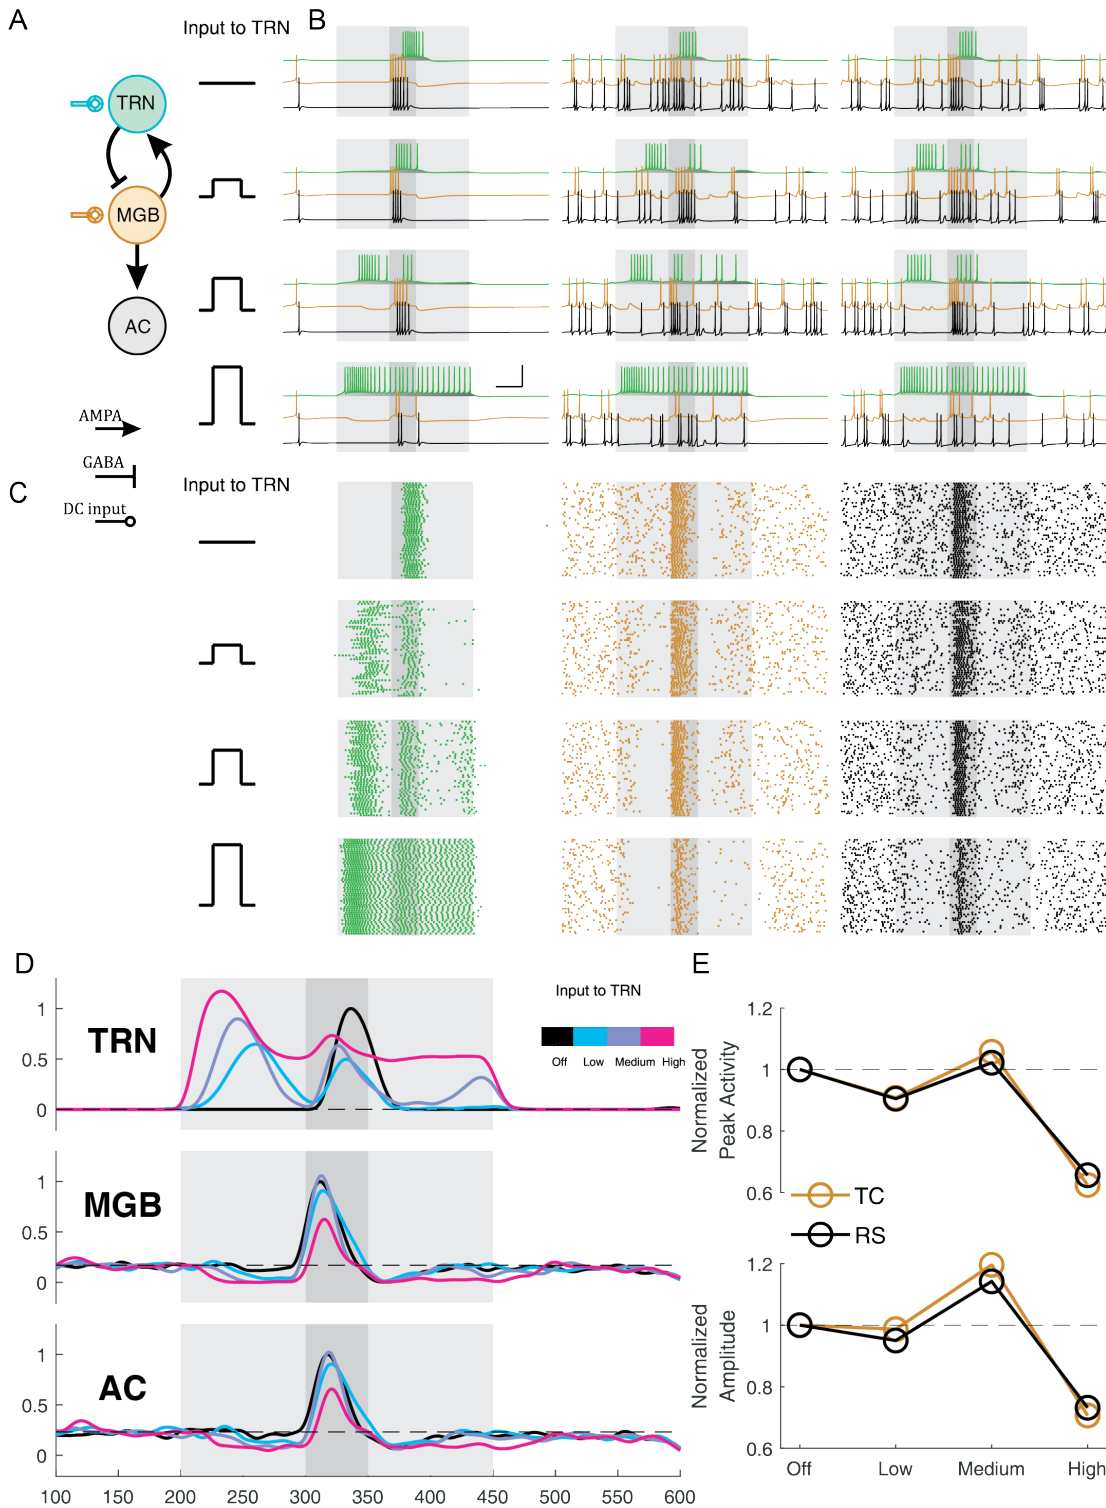 A
Input to TRN
B
TRN
MGB
AC
AMPA
GABA
DC input
C
Input to TRN
D
1
TRN
0.5
0
Input to TRN
Off Low Medium High
1
MGB
0.5
0
1
AC
0.5
0
100 150 200 250 300 350 400 450 500 550 600
E
1.2
1
0.8
0.6
Normalized
Peak Activity
TC
RS
1.2
1
0.8
0.6
Normalized
Amplitude
Off Low Medium High